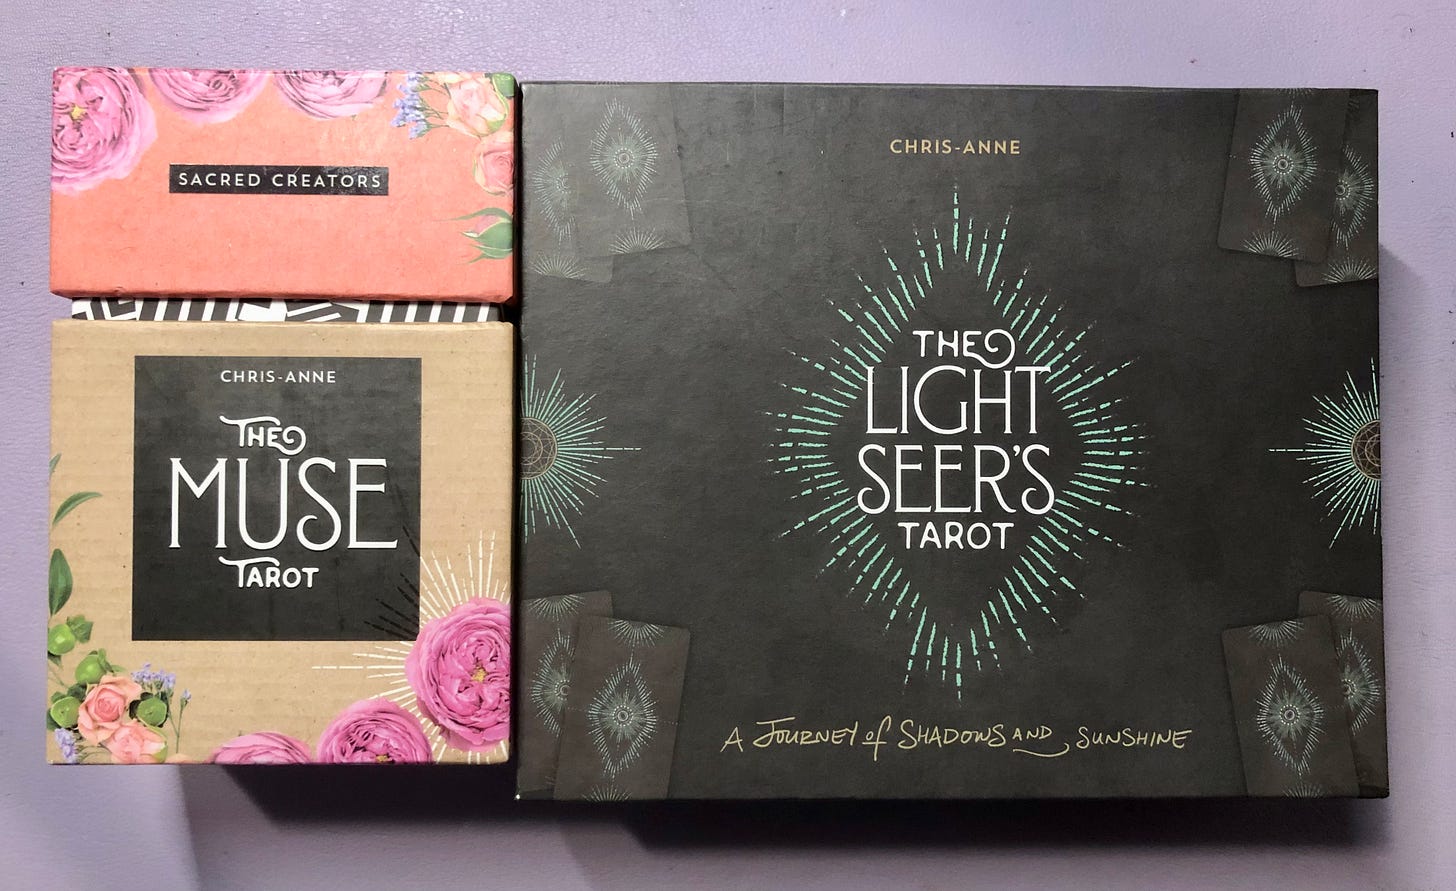 SACRED CREATORS
CHRIS-ANNE
THE
MUSE
TAROT
CHRIS-ANNE
THE
LIGHT
SEER'S
TAROT
A JOURNEY of SHADOWS AND SUNSHINE